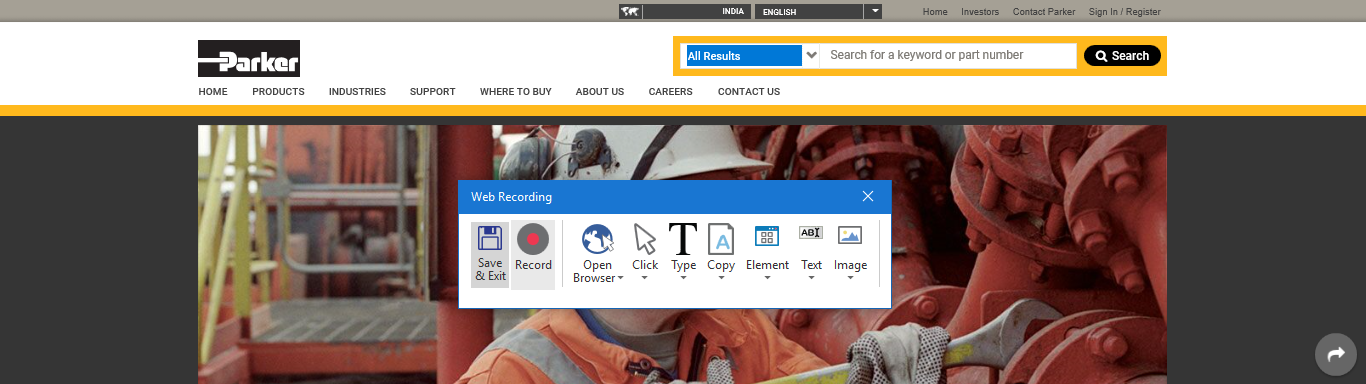 INDIA ENGLISH Home Investors Contact Parker Sign In / Register
Parker
All Results Search for a keyword or part number Search
HOME PRODUCTS INDUSTRIES SUPPORT WHERE TO BUY ABOUT US CAREERS CONTACT US
Web Recording
Save & Exit
Record
Open Browser
Click
Type
Copy
Element
Text
Image
T
A
AB